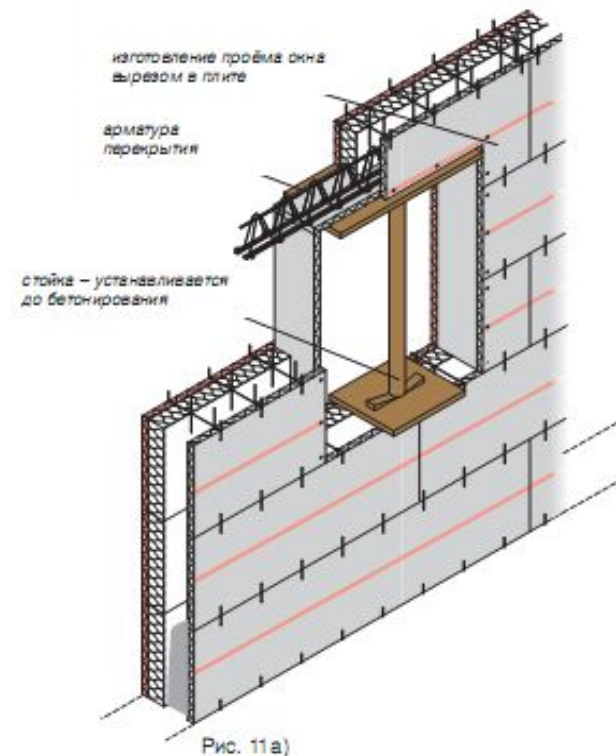 изготовление проёма окна
вырезом в плите
арматура
перекрытия
стойка – устанавливается
до бетонирования
Рис. 11а)